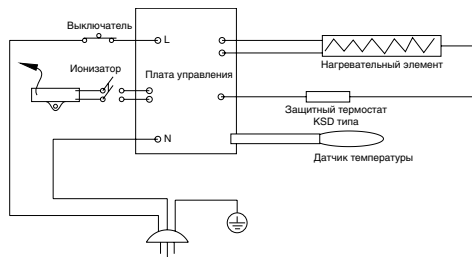 Выключатель
L
Ионизатор
Плата управления
Нагревательный элемент
Защитный термостат
KSD типа
N
Датчик температуры